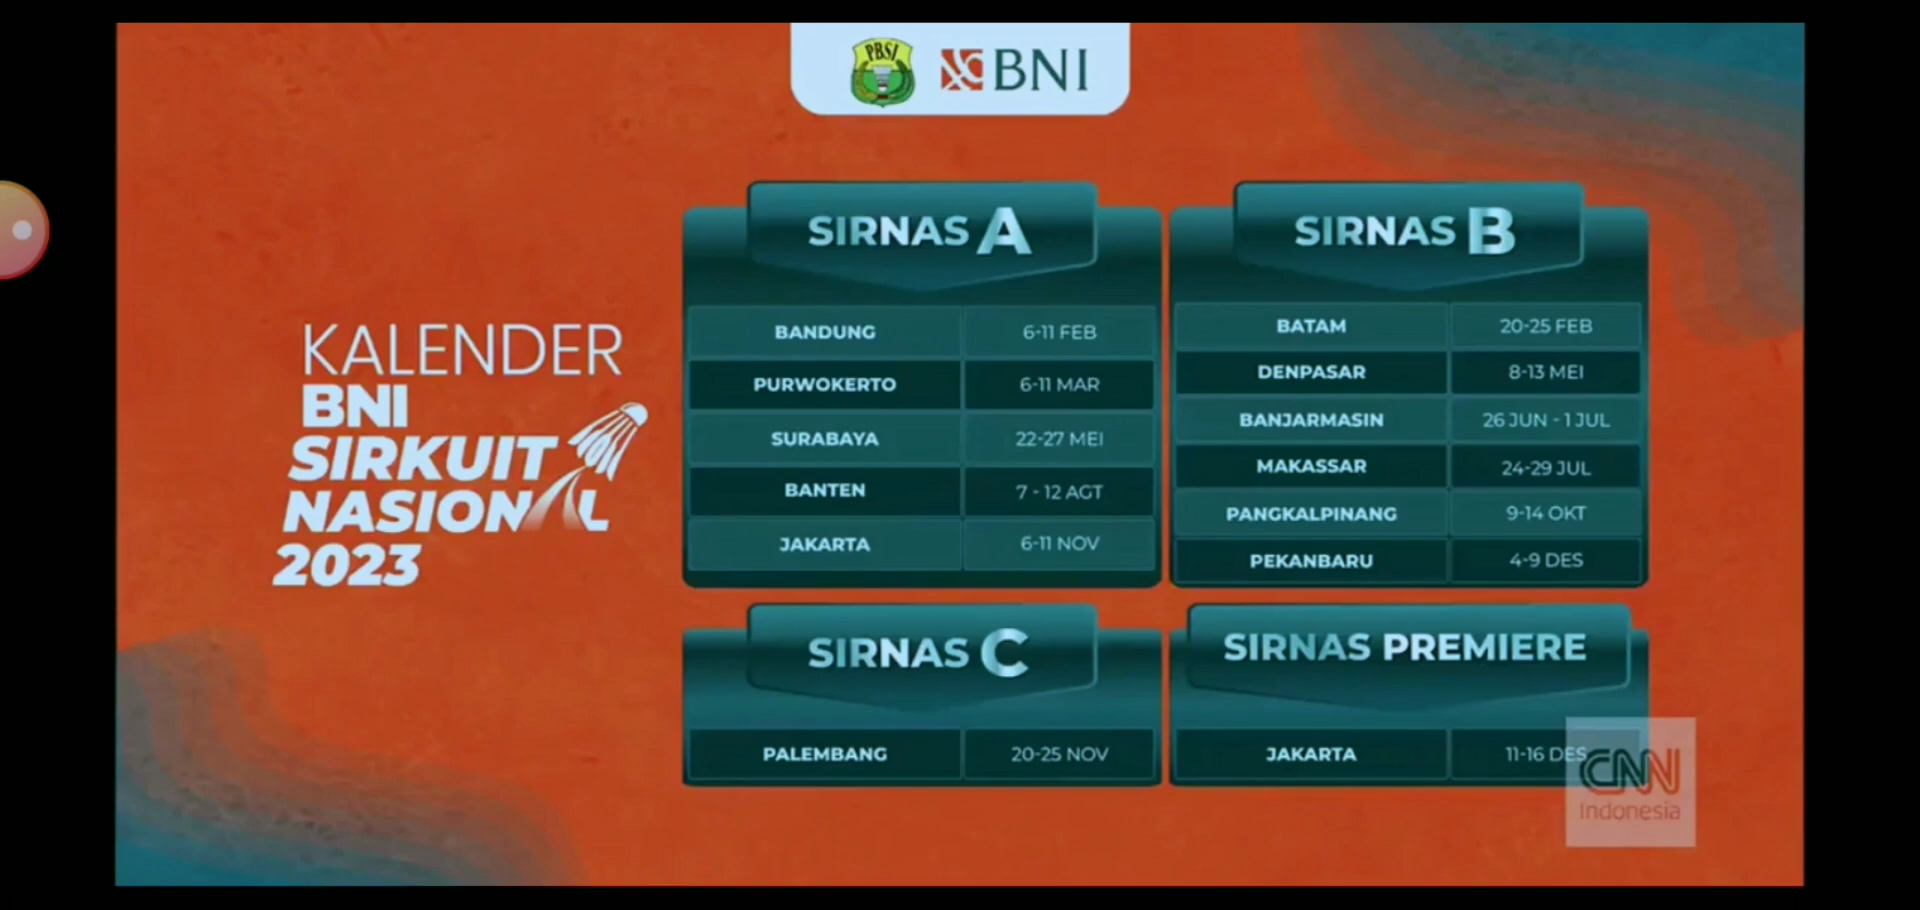 PBSI
BNI
KALENDER
BNI
SIRKUIT
NASIONAL
2023
SIRNAS A
BANDUNG 6-11 FEB
PURWOKERTO 6-11 MAR
SURABAYA 22-27 MEI
BANTEN 7 - 12 AGT
JAKARTA 6-11 NOV
SIRNAS B
BATAM 20-25 FEB
DENPASAR 8-13 MEI
BANJARMASIN 26 JUN - 1 JUL
MAKASSAR 24-29 JUL
PANGKALPINANG 9-14 OKT
PEKANBARU 4-9 DES
SIRNAS C
PALEMBANG 20-25 NOV
SIRNAS PREMIERE
JAKARTA 11-16 DES
CNN
Indonesia